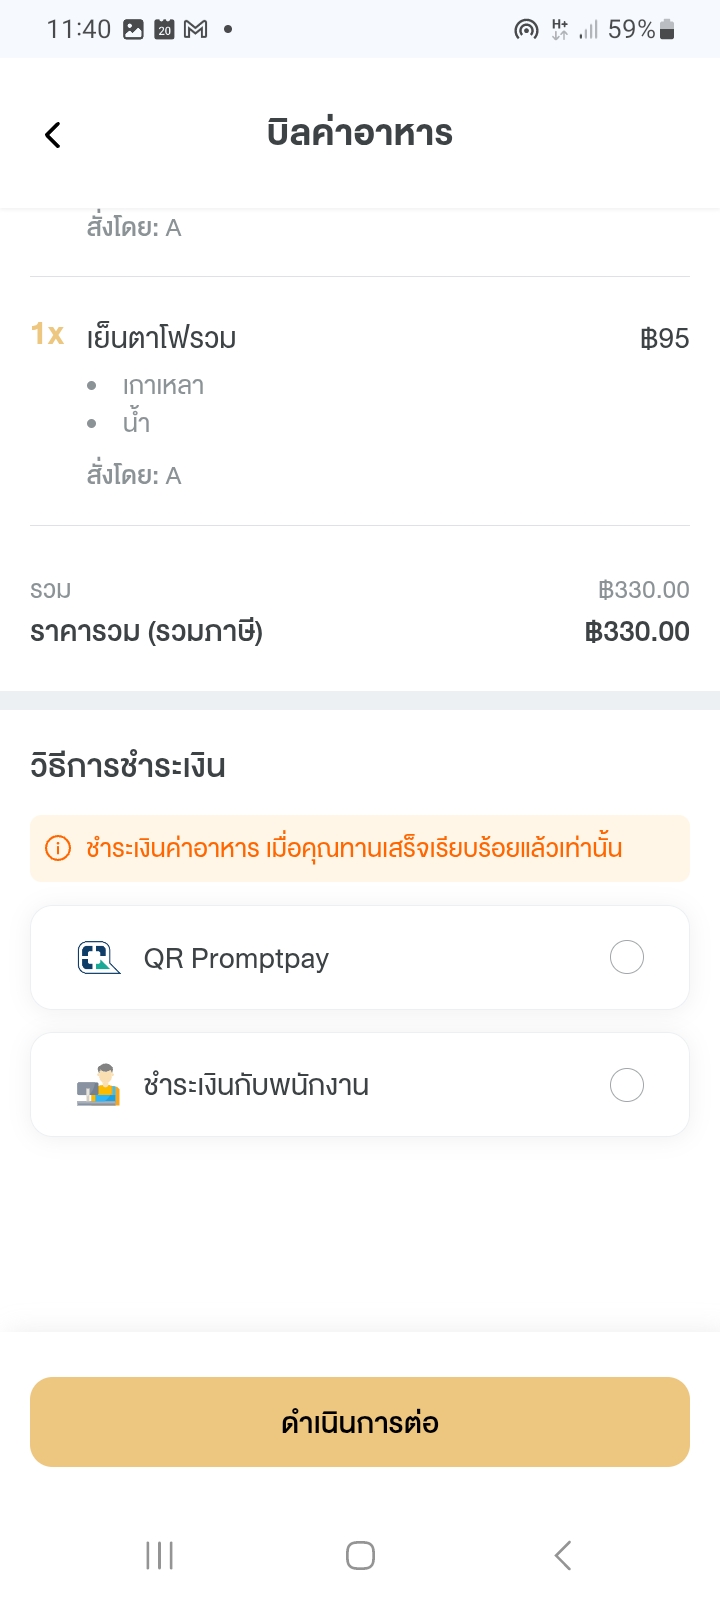 11:40 20 H+ 59%
บิลค่าอาหาร
สั่งโดย: A
1x เย็นตาโฟรวม ฿95
• เกาเหลา
• น้ำ
สั่งโดย: A
รวม ฿330.00
ราคารวม (รวมภาษี) ฿330.00
วิธีการชำระเงิน
ชำระเงินค่าอาหาร เมื่อคุณทานเสร็จเรียบร้อยแล้วเท่านั้น
QR Promptpay
ชำระเงินกับพนักงาน
ดำเนินการต่อ